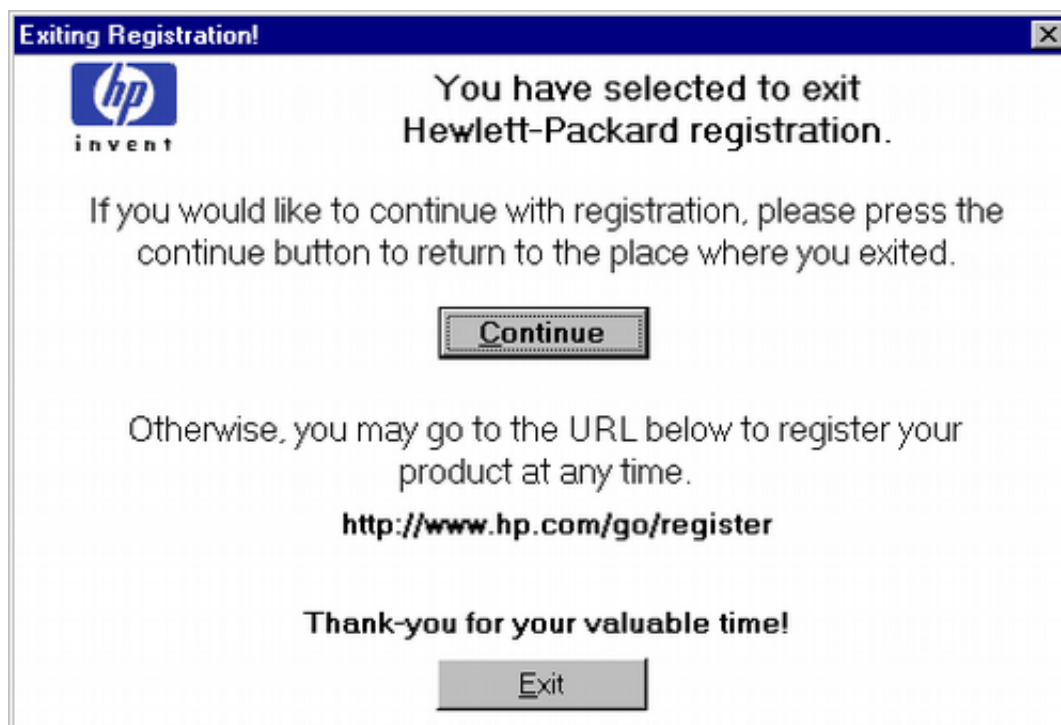 Exiting Registration!
hp
invent
You have selected to exit
Hewlett-Packard registration.
If you would like to continue with registration, please press the
continue button to return to the place where you exited.
Continue
Otherwise, you may go to the URL below to register your
product at any time.
http://www.hp.com/go/register
Thank-you for your valuable time!
Exit